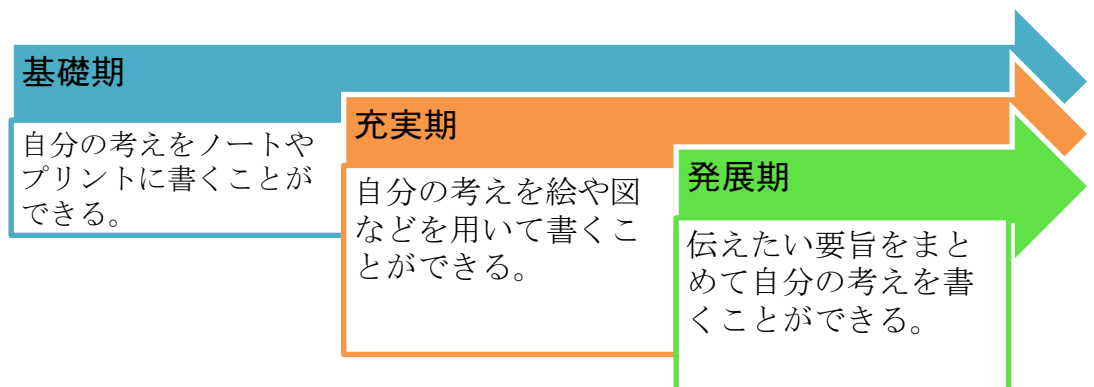 基礎期
自分の考えをノートや
プリントに書くことが
できる。
充実期
自分の考えを絵や図
などを用いて書くこ
とができる。
発展期
伝えたい要旨をまと
めて自分の考えを書
くことができる。